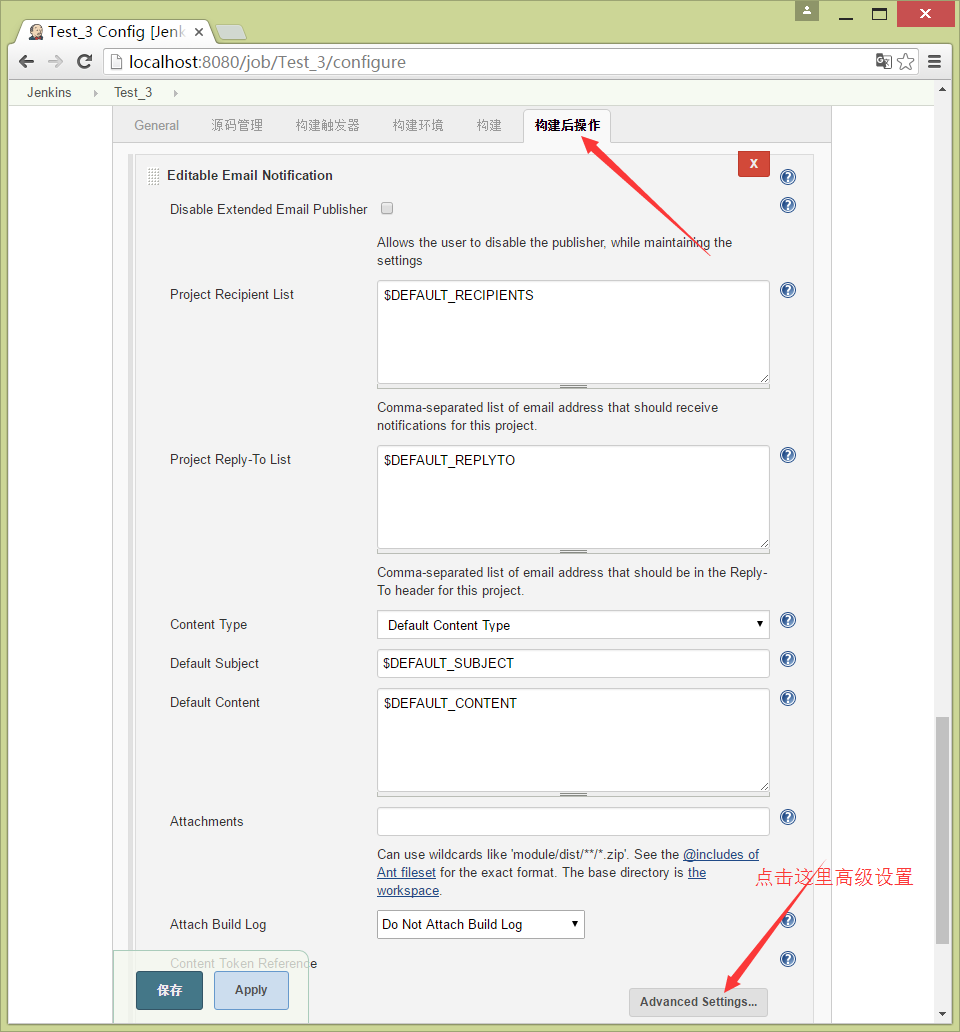 Test_3 Config [Jenk
localhost:8080/job/Test_3/configure
Jenkins Test_3
General 源码管理 构建触发器 构建环境 构建 构建后操作
X
Editable Email Notification
Disable Extended Email Publisher
Allows the user to disable the publisher, while maintaining the
settings
Project Recipient List
$DEFAULT_RECIPIENTS
Comma-separated list of email address that should receive
notifications for this project.
Project Reply-To List
$DEFAULT_REPLYTO
Comma-separated list of email address that should be in the Reply-
To header for this project.
Content Type
Default Content Type
Default Subject
$DEFAULT_SUBJECT
Default Content
$DEFAULT_CONTENT
Attachments
Can use wildcards like 'module/dist/**/*.zip'. See the @includes of
Ant fileset for the exact format. The base directory is the
workspace.
点击这里高级设置
Attach Build Log
Do Not Attach Build Log
Content Token Reference
保存 Apply
Advanced Settings...